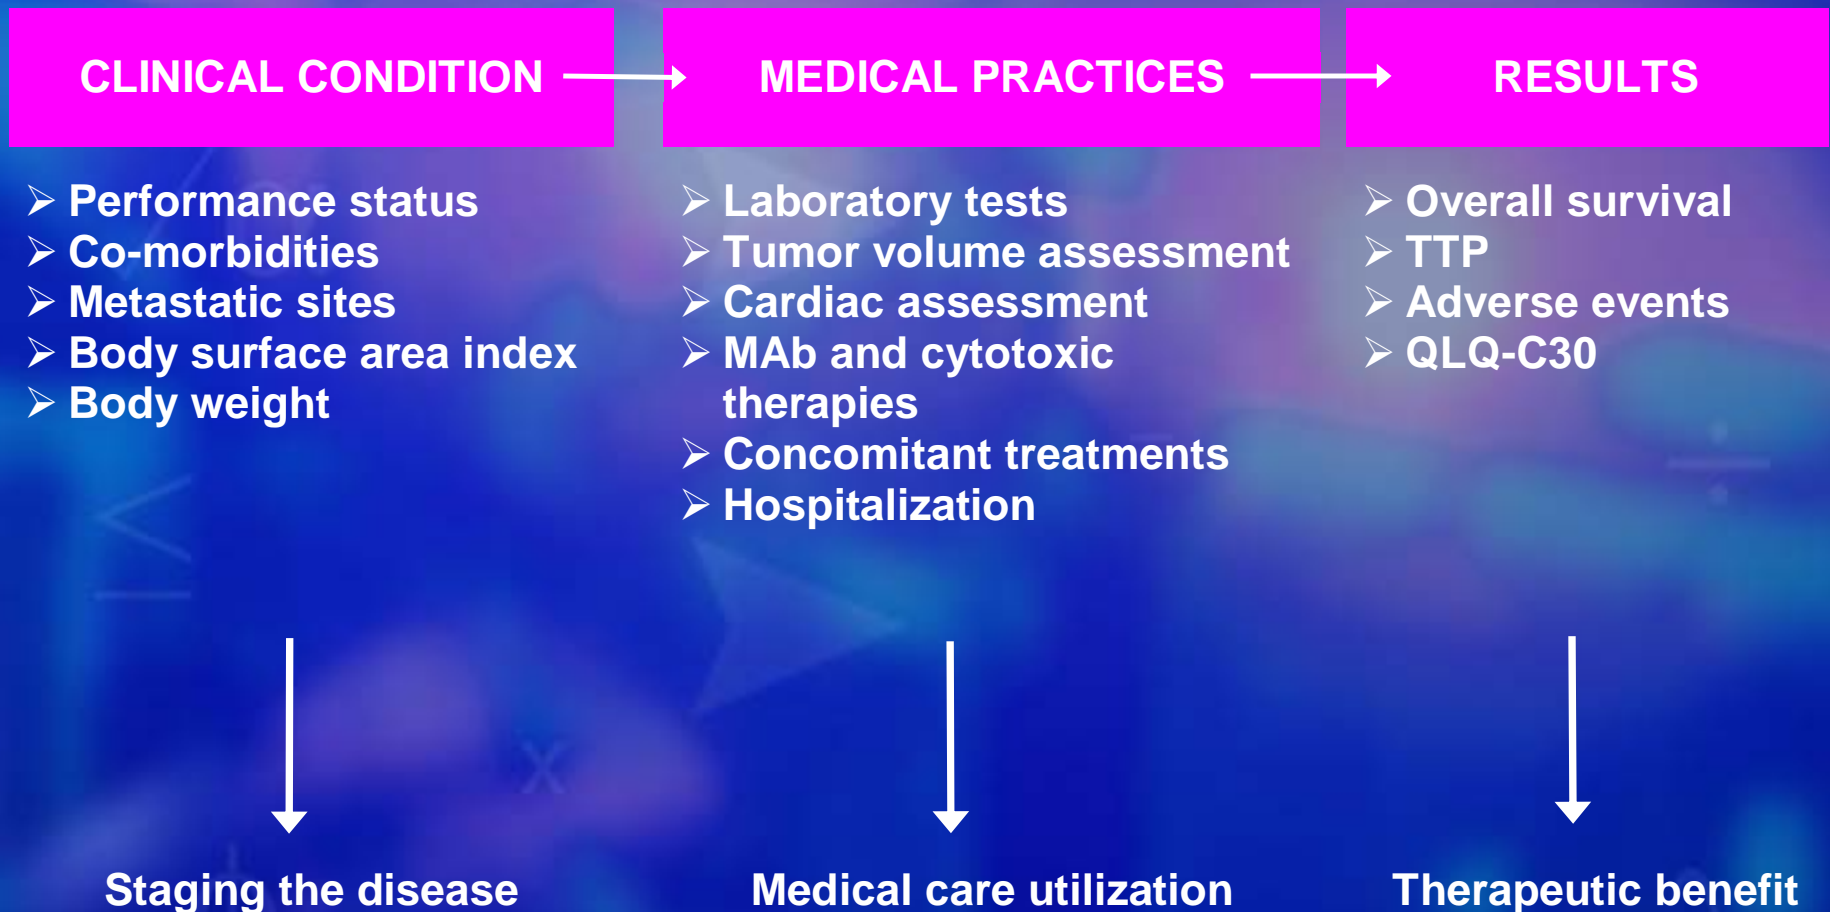 CLINICAL CONDITION
MEDICAL PRACTICES
RESULTS
➢ Performance status
➢ Co-morbidities
➢ Metastatic sites
➢ Body surface area index
➢ Body weight
➢ Laboratory tests
➢ Tumor volume assessment
➢ Cardiac assessment
➢ MAb and cytotoxic
therapies
➢ Concomitant treatments
➢ Hospitalization
➢ Overall survival
➢ TTP
➢ Adverse events
➢ QLQ-C30
Staging the disease
Medical care utilization
Therapeutic benefit